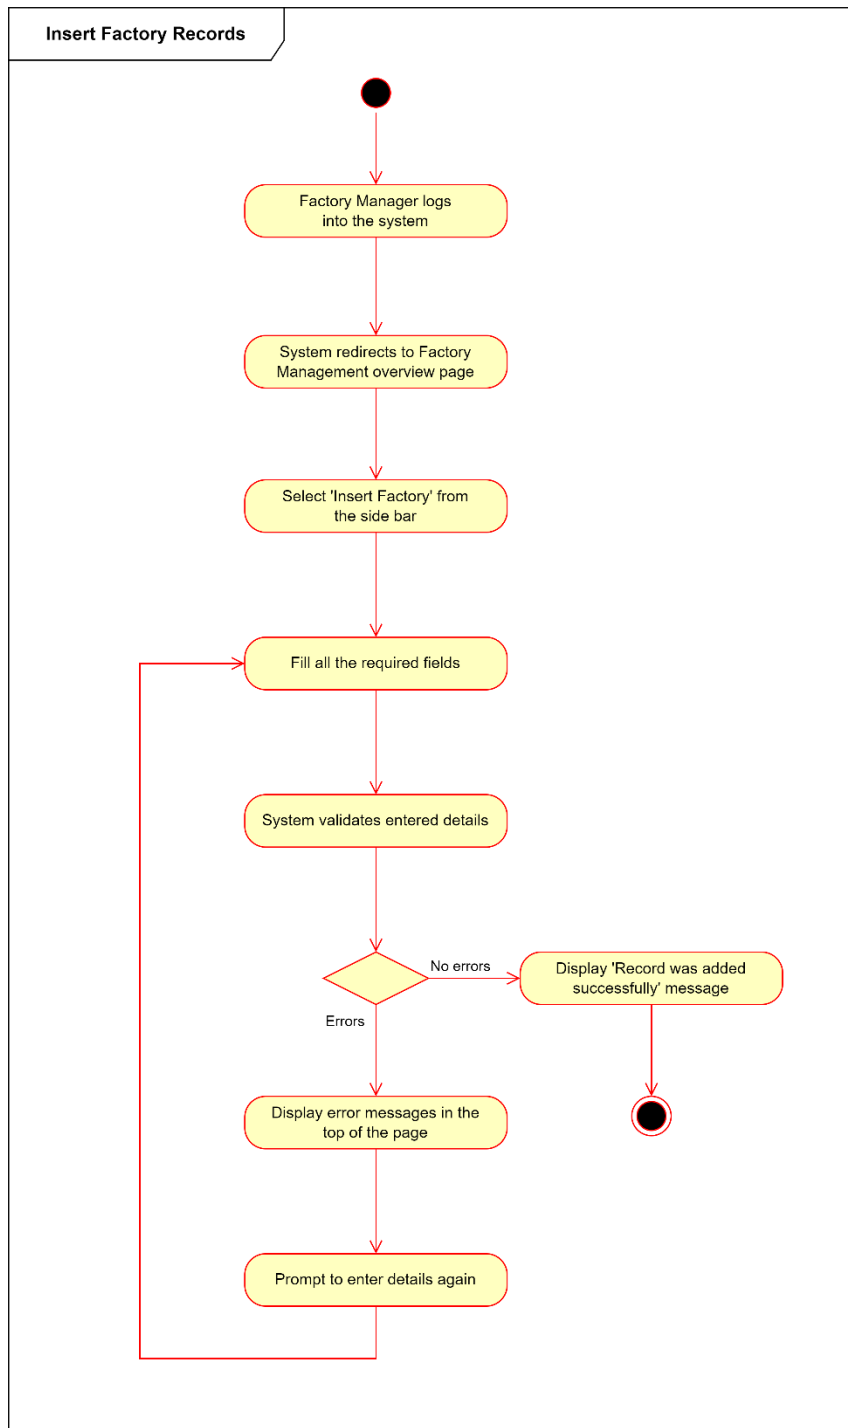 Insert Factory Records
Factory Manager logs
into the system
System redirects to Factory
Management overview page
Select 'Insert Factory' from
the side bar
Fill all the required fields
System validates entered details
No errors
Display 'Record was added
successfully' message
Errors
Display error messages in the
top of the page
Prompt to enter details again